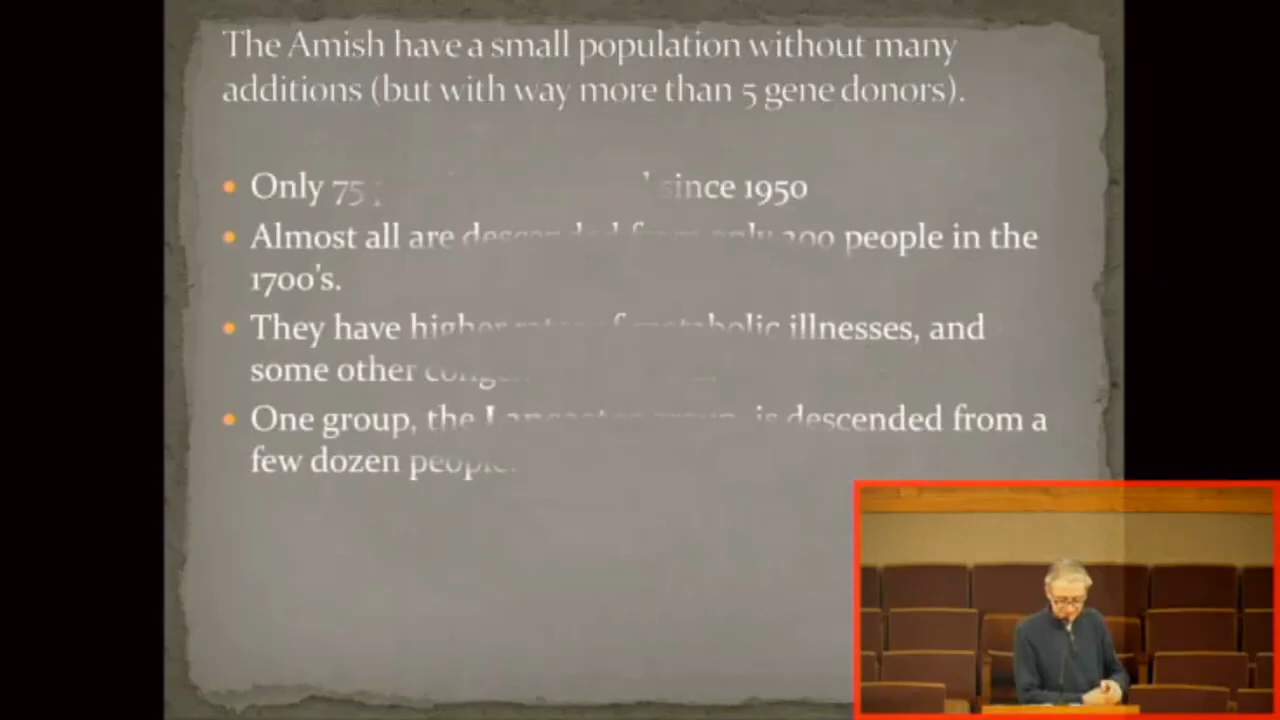 The Amish have a small population without many
additions (but with way more than 5 gene donors).
Only 75 since 1950
Almost all are descended from only 200 people in the
1700's.
They have higher rates of metabolic illnesses, and
some other
One group, the Lancaster group, is descended from a
few dozen people.